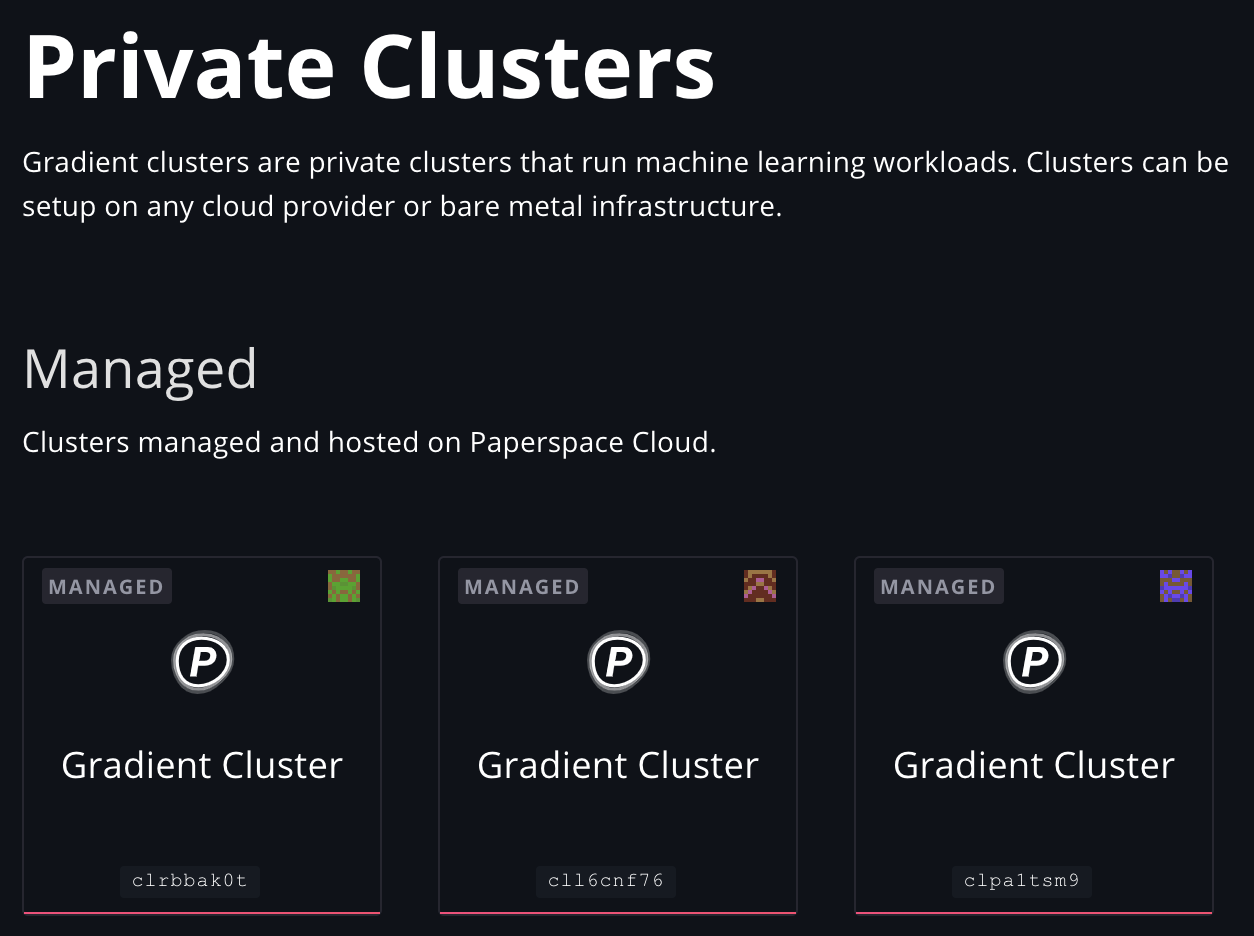 Private Clusters
Gradient clusters are private clusters that run machine learning workloads. Clusters can be
setup on any cloud provider or bare metal infrastructure.
Managed
Clusters managed and hosted on Paperspace Cloud.
MANAGED
P
Gradient Cluster
clrbbak0t
MANAGED
P
Gradient Cluster
cll6cnf76
MANAGED
P
Gradient Cluster
clpa1tsm9